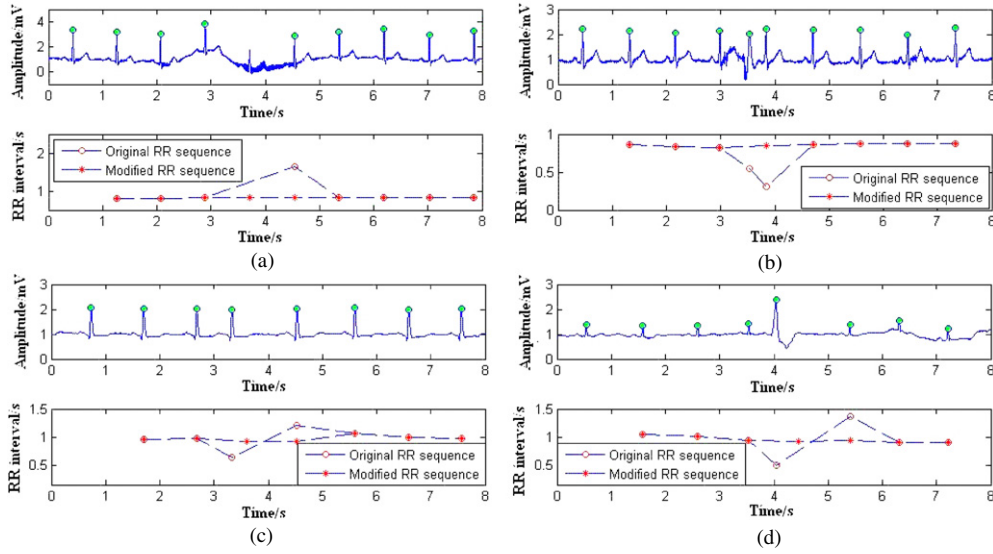 Amplitude/mV
4
2
0
0 1 2 3 4 5 6 7 8
Time/s
RR interval/s
2
1
Original RR sequence
Modified RR sequence
0 1 2 3 4 5 6 7 8
Time/s
(a)
Amplitude/mV
3
2
1
0
0 1 2 3 4 5 6 7 8
Time/s
RR interval/s
1
0.5
0
Original RR sequence
Modified RR sequence
0 1 2 3 4 5 6 7 8
Time/s
(b)
Amplitude/mV
3
2
1
0
0 1 2 3 4 5 6 7 8
Time/s
RR interval/s
1.5
1
0.5
Original RR sequence
Modified RR sequence
0 1 2 3 4 5 6 7 8
Time/s
(c)
Amplitude/mV
3
2
1
0
0 1 2 3 4 5 6 7 8
Time/s
RR interval/s
1.5
1
0.5
Original RR sequence
Modified RR sequence
0 1 2 3 4 5 6 7 8
Time/s
(d)